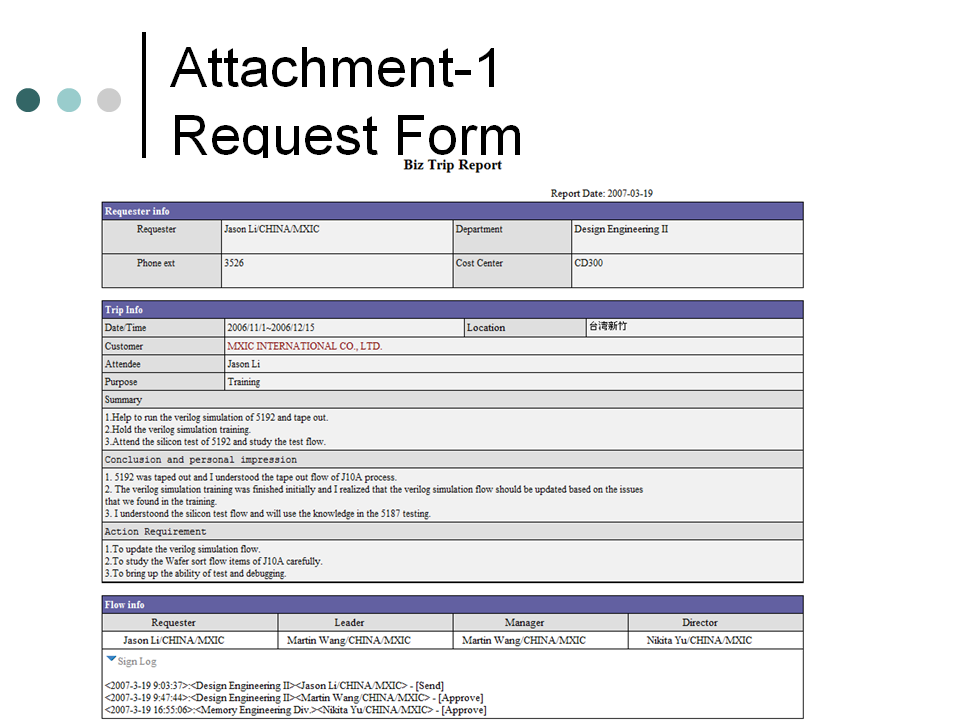 Attachment-1
Request Form
Biz Trip Report
Report Date: 2007-03-19
Requester info
Requester Jason Li/CHINA/MXIC Department Design Engineering II
Phone ext 3526 Cost Center CD300
Trip Info
Date/Time 2006/11/1~2006/12/15 Location 台湾新竹
Customer MXIC INTERNATIONAL CO., LTD.
Attendee Jason Li
Purpose Training
Summary
1.Help to run the verilog simulation of 5192 and tape out.
2.Hold the verilog simulation training.
3.Attend the silicon test of 5192 and study the test flow.
Conclusion and personal impression
1. 5192 was taped out and I understood the tape out flow of J10A process.
2. The verilog simulation training was finished initially and I realized that the verilog simulation flow should be updated based on the issues
that we found in the training.
3. I understoond the silicon test flow and will use the knowledge in the 5187 testing.
Action Requirement
1.To update the verilog simulation flow.
2.To study the Wafer sort flow items of J10A carefully.
3.To bring up the ability of test and debugging.
Flow info
Requester Leader Manager Director
Jason Li/CHINA/MXIC Martin Wang/CHINA/MXIC Martin Wang/CHINA/MXIC Nikita Yu/CHINA/MXIC
Sign Log
<2007-3-19 9:03:37>:<Design Engineering II><Jason Li/CHINA/MXIC> - [Send]
<2007-3-19 9:47:44>:<Design Engineering II><Martin Wang/CHINA/MXIC> - [Approve]
<2007-3-19 16:55:06>:<Memory Engineering Div.><Nikita Yu/CHINA/MXIC> - [Approve]